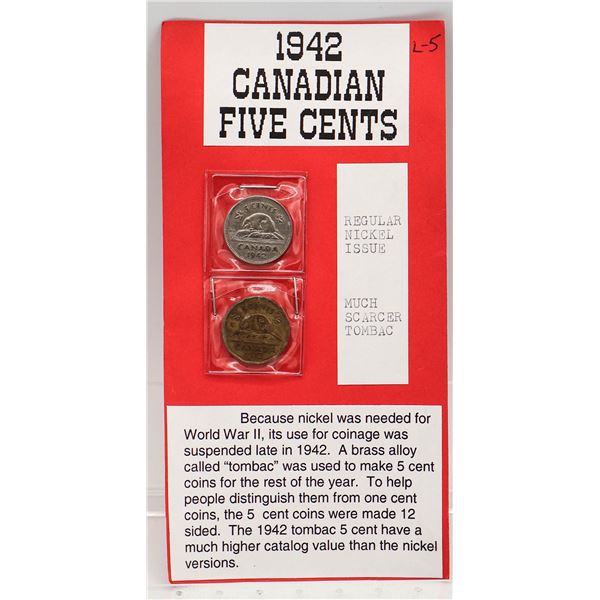 1942
CANADIAN
FIVE CENTS
L-5
5 CENTS
CANADA
1942
REGULAR
NICKEL
ISSUE
MUCH
SCARCER
TOMBAC
Because nickel was needed for
World War II, its use for coinage was
suspended late in 1942. A brass alloy
called “tombac” was used to make 5 cent
coins for the rest of the year. To help
people distinguish them from one cent
coins, the 5 cent coins were made 12
sided. The 1942 tombac 5 cent have a
much higher catalog value than the nickel
versions.